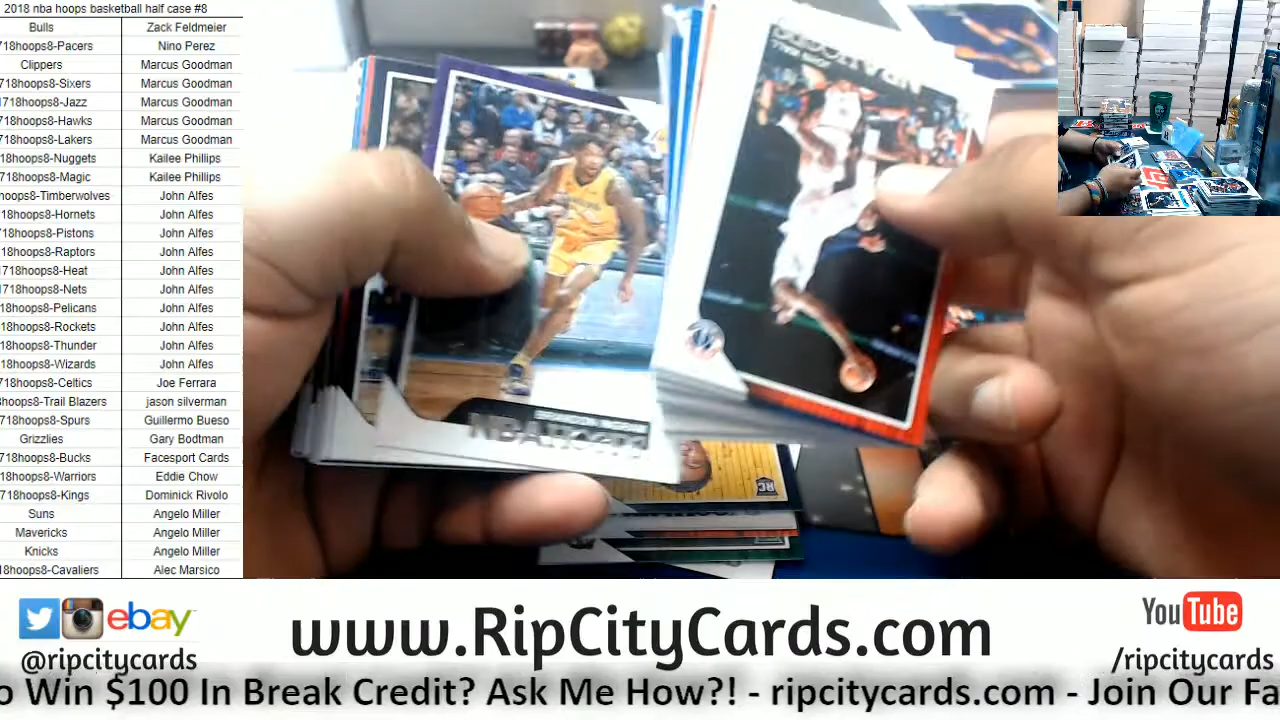 2018 nba hoops basketball half case #8
Bulls Zack Feldmeier
718hoops8-Pacers Nino Perez
Clippers Marcus Goodman
718hoops8-Sixers Marcus Goodman
1718hoops8-Jazz Marcus Goodman
718hoops8-Hawks Marcus Goodman
718hoops8-Lakers Marcus Goodman
18hoops8-Nuggets Kailee Phillips
718hoops8-Magic Kailee Phillips
hoops8-Timberwolves John Alfes
18hoops8-Hornets John Alfes
718hoops8-Pistons John Alfes
18hoops8-Raptors John Alfes
1718hoops8-Heat John Alfes
1718hoops8-Nets John Alfes
18hoops8-Pelicans John Alfes
18hoops8-Rockets John Alfes
18hoops8-Thunder John Alfes
18hoops8-Wizards John Alfes
718hoops8-Celtics Joe Ferrara
hoops8-Trail Blazers jason silverman
718hoops8-Spurs Guillermo Bueso
Grizzlies Gary Bodtman
718hoops8-Bucks Facesport Cards
18hoops8-Warriors Eddie Chow
718hoops8-Kings Dominick Rivolo
Suns Angelo Miller
Mavericks Angelo Miller
Knicks Angelo Miller
18hoops8-Cavaliers Alec Marsico
NBA HOOPS
RC
ebay
@ripcitycards
www.RipCityCards.com
YouTube
/ripcitycards
o Win $100 In Break Credit? Ask Me How?! - ripcitycards.com - Join Our Fa